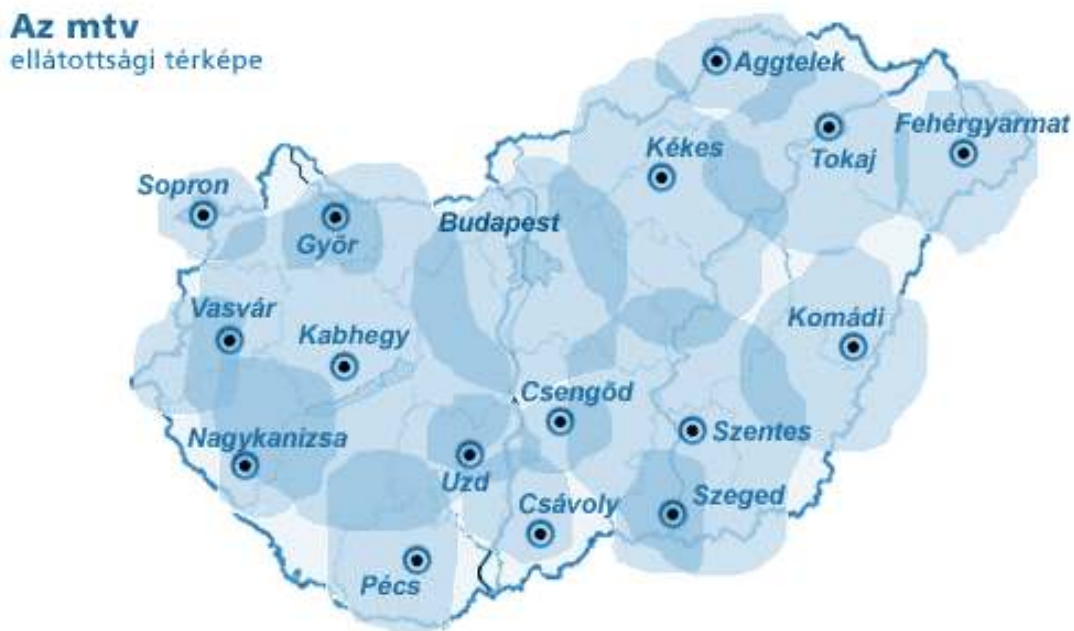 Az mtv
ellátottsági térképe
Aggtelek
Fehérgyarmat
Kékes
Tokaj
Sopron
Budapest
Győr
Vasvár
Kabhegy
Komádi
Csengőd
Nagykanizsa
Szentes
Uzd
Csávoly
Szeged
Pécs